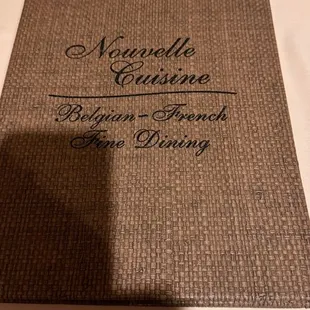 Nouvelle
Cuisine
Belgian - French
Fine Dining